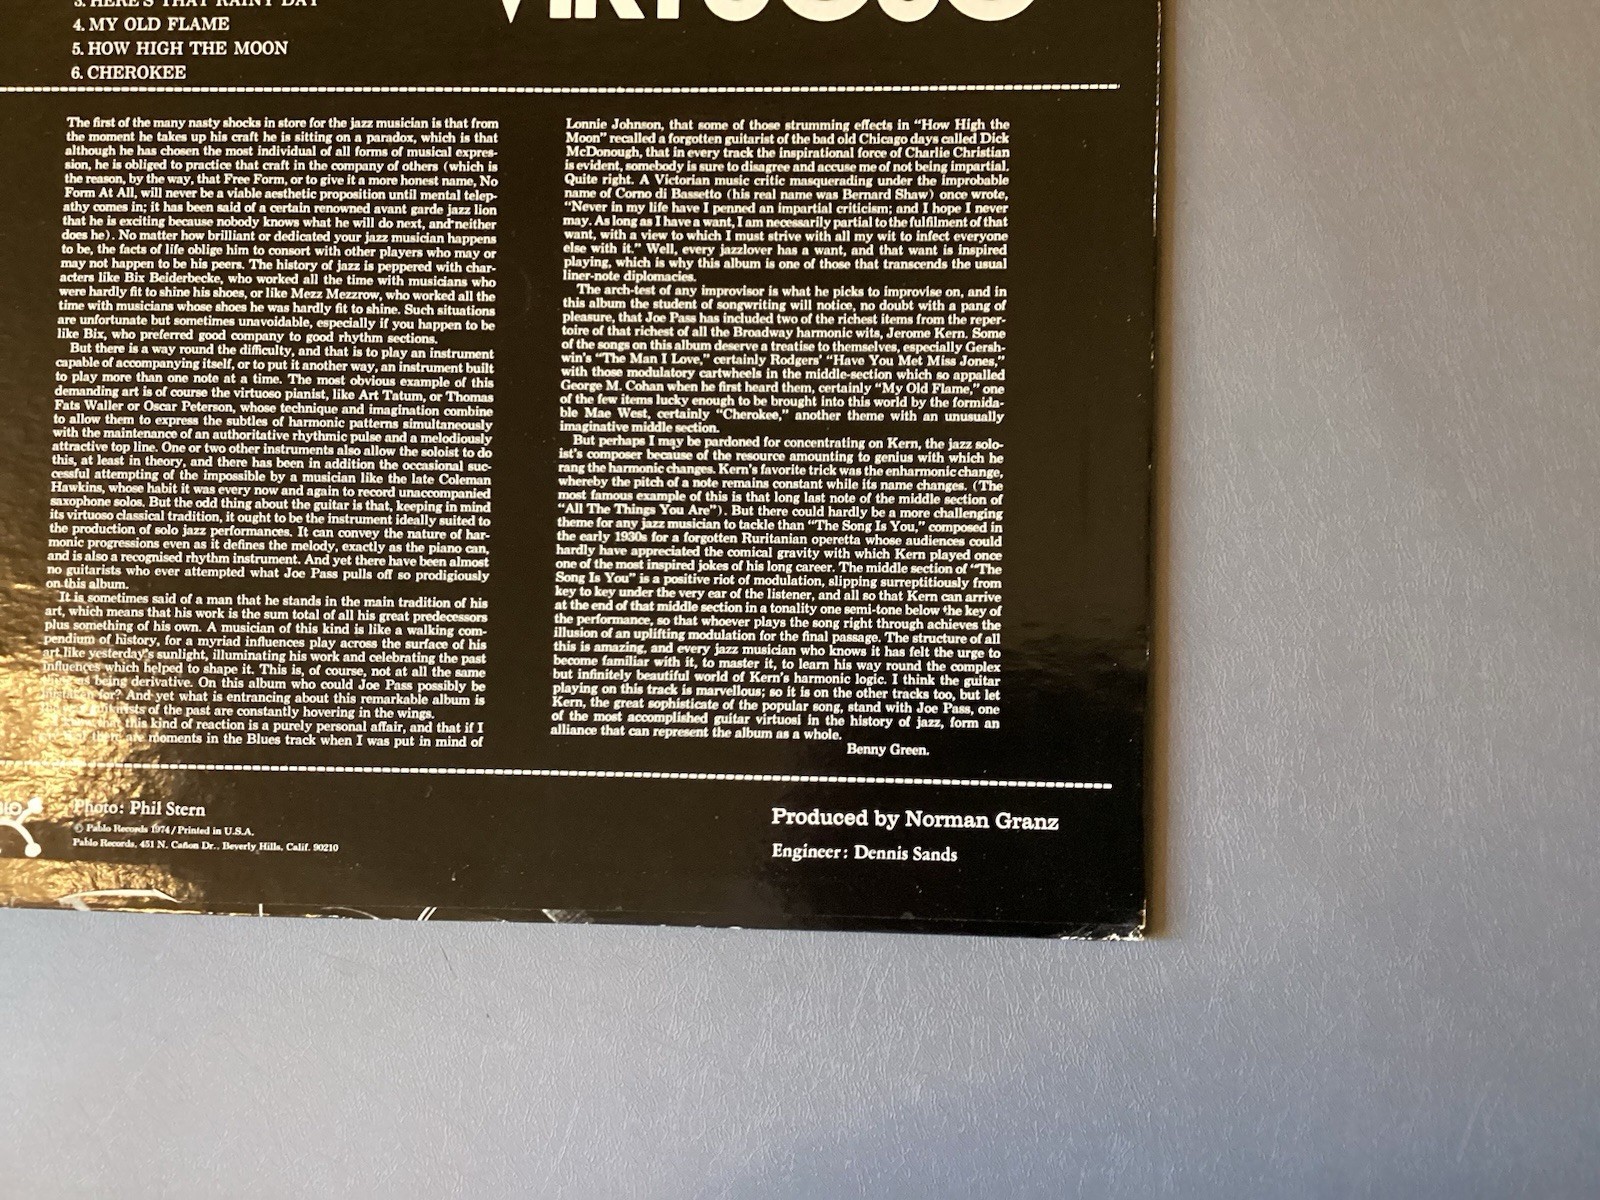 3. HERE'S THAT RAINY DAY
4. MY OLD FLAME
5. HOW HIGH THE MOON
6. CHEROKEE
VIRTUOSO
The first of the many nasty shocks in store for the jazz musician is that from
the moment he takes up his craft he is sitting on a paradox, which is that
although he has chosen the most individual of all forms of musical expres-
sion, he is obliged to practice that craft in the company of others (which is
the reason, by the way, that Free Form, or to give it a more honest name, No
Form At All, will never be a viable aesthetic proposition until mental telep-
athy comes in; it has been said of a certain renowned avant garde jazz lion
that he is exciting because nobody knows what he will do next, and neither
does he). No matter how brilliant or dedicated your jazz musician happens
to be, the facts of life oblige him to consort with other players who may or
may not happen to be his peers. The history of jazz is peppered with char-
acters like Bix Beiderbecke, who worked all the time with musicians who
were hardly fit to shine his shoes, or like Mezz Mezzrow, who worked all the
time with musicians whose shoes he was hardly fit to shine. Such situations
are unfortunate but sometimes unavoidable, especially if you happen to be
like Bix, who preferred good company to good rhythm sections.
But there is a way round the difficulty, and that is to play an instrument
capable of accompanying itself, or to put it another way, an instrument built
to play more than one note at a time. The most obvious example of this
demanding art is of course the virtuoso pianist, like Art Tatum, or Thomas
Fats Waller or Oscar Peterson, whose technique and imagination combine
to allow them to express the subtles of harmonic patterns simultaneously
with the maintenance of an authoritative rhythmic pulse and a melodiously
attractive top line. One or two other instruments also allow the soloist to do
this, at least in theory, and there has been in addition the occasional suc-
cessful attempting of the impossible by a musician like the late Coleman
Hawkins, whose habit it was every now and again to record unaccompanied
saxophone solos. But the odd thing about the guitar is that, keeping in mind
its virtuoso classical tradition, it ought to be the instrument ideally suited to
the production of solo jazz performances. It can convey the nature of har-
monic progressions even as it defines the melody, exactly as the piano can,
and is also a recognised rhythm instrument. And yet there have been almost
no guitarists who ever attempted what Joe Pass pulls off so prodigiously
on this album.
It is sometimes said of a man that he stands in the main tradition of his
art, which means that his work is the sum total of all his great predecessors
plus something of his own. A musician of this kind is like a walking com-
pendium of history, for a myriad influences play across the surface of his
art like yesterday's sunlight, illuminating his work and celebrating the past
influences which helped to shape it. This is, of course, not at all the same
thing as being derivative. On this album who could Joe Pass possibly be
mistaken for? And yet what is entrancing about this remarkable album is
of the past are constantly hovering in the wings.
that this kind of reaction is a purely personal affair, and that if I
there are moments in the Blues track when I was put in mind of
Lonnie Johnson, that some of those strumming effects in "How High the
Moon" recalled a forgotten guitarist of the bad old Chicago days called Dick
McDonough, that in every track the inspirational force of Charlie Christian
is evident, somebody is sure to disagree and accuse me of not being impartial.
Quite right. A Victorian music critic masquerading under the improbable
name of Corno di Bassetto (his real name was Bernard Shaw) once wrote,
"Never in my life have I penned an impartial criticism; and I hope I never
may. As long as I have a want, I am necessarily partial to the fulfilment of that
want, with a view to which I must strive with all my wit to infect everyone
else with it." Well, every jazzlover has a want, and that want is inspired
playing, which is why this album is one of those that transcends the usual
liner-note diplomacies.
The arch-test of any improvisor is what he picks to improvise on, and in
this album the student of songwriting will notice, no doubt with a pang of
pleasure, that Joe Pass has included two of the richest items from the reper-
toire of that richest of all the Broadway harmonic wits, Jerome Kern. Some
of the songs on this album deserve a treatise to themselves, especially Gersh-
win's "The Man I Love," certainly Rodgers' "Have You Met Miss Jones,"
with those modulatory cartwheels in the middle-section which so appalled
George M. Cohan when he first heard them, certainly "My Old Flame," one
of the few items lucky enough to be brought into this world by the formida-
ble Mae West, certainly "Cherokee," another theme with an unusually
imaginative middle section.
But perhaps I may be pardoned for concentrating on Kern, the jazz solo-
ist's composer because of the resource amounting to genius with which he
rang the harmonic changes. Kern's favorite trick was the enharmonic change,
whereby the pitch of a note remains constant while its name changes. (The
most famous example of this is that long last note of the middle section of
"All The Things You Are"). But there could hardly be a more challenging
theme for any jazz musician to tackle than "The Song Is You," composed in
the early 1930s for a forgotten Ruritanian operetta whose audiences could
hardly have appreciated the comical gravity with which Kern played once
one of the most inspired jokes of his long career. The middle section of "The
Song Is You" is a positive riot of modulation, slipping surreptitiously from
key to key under the very ear of the listener, and all so that Kern can arrive
at the end of that middle section in a tonality one semi-tone below the key of
the performance, so that whoever plays the song right through achieves the
illusion of an uplifting modulation for the final passage. The structure of all
this is amazing, and every jazz musician who knows it has felt the urge to
become familiar with it, to master it, to learn his way round the complex
but infinitely beautiful world of Kern's harmonic logic. I think the guitar
playing on this track is marvellous; so it is on the other tracks too, but let
Kern, the great sophisticate of the popular song, stand with Joe Pass, one
of the most accomplished guitar virtuosi in the history of jazz, form an
alliance that can represent the album as a whole.
Benny Green.
Photo: Phil Stern
© Pablo Records 1974/Printed in U.S.A.
Pablo Records, 451 N. Cañon Dr., Beverly Hills, Calif. 90210
Produced by Norman Granz
Engineer: Dennis Sands